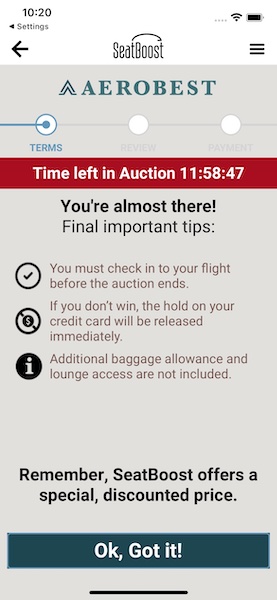 10:20
Settings
SeatBoost
AEROBEST
TERMS
REVIEW
PAYMENT
Time left in Auction 11:58:47
You're almost there!
Final important tips:
You must check in to your flight
before the auction ends.
If you don't win, the hold on your
credit card will be released
immediately.
Additional baggage allowance and
lounge access are not included.
Remember, SeatBoost offers a
special, discounted price.
Ok, Got it!